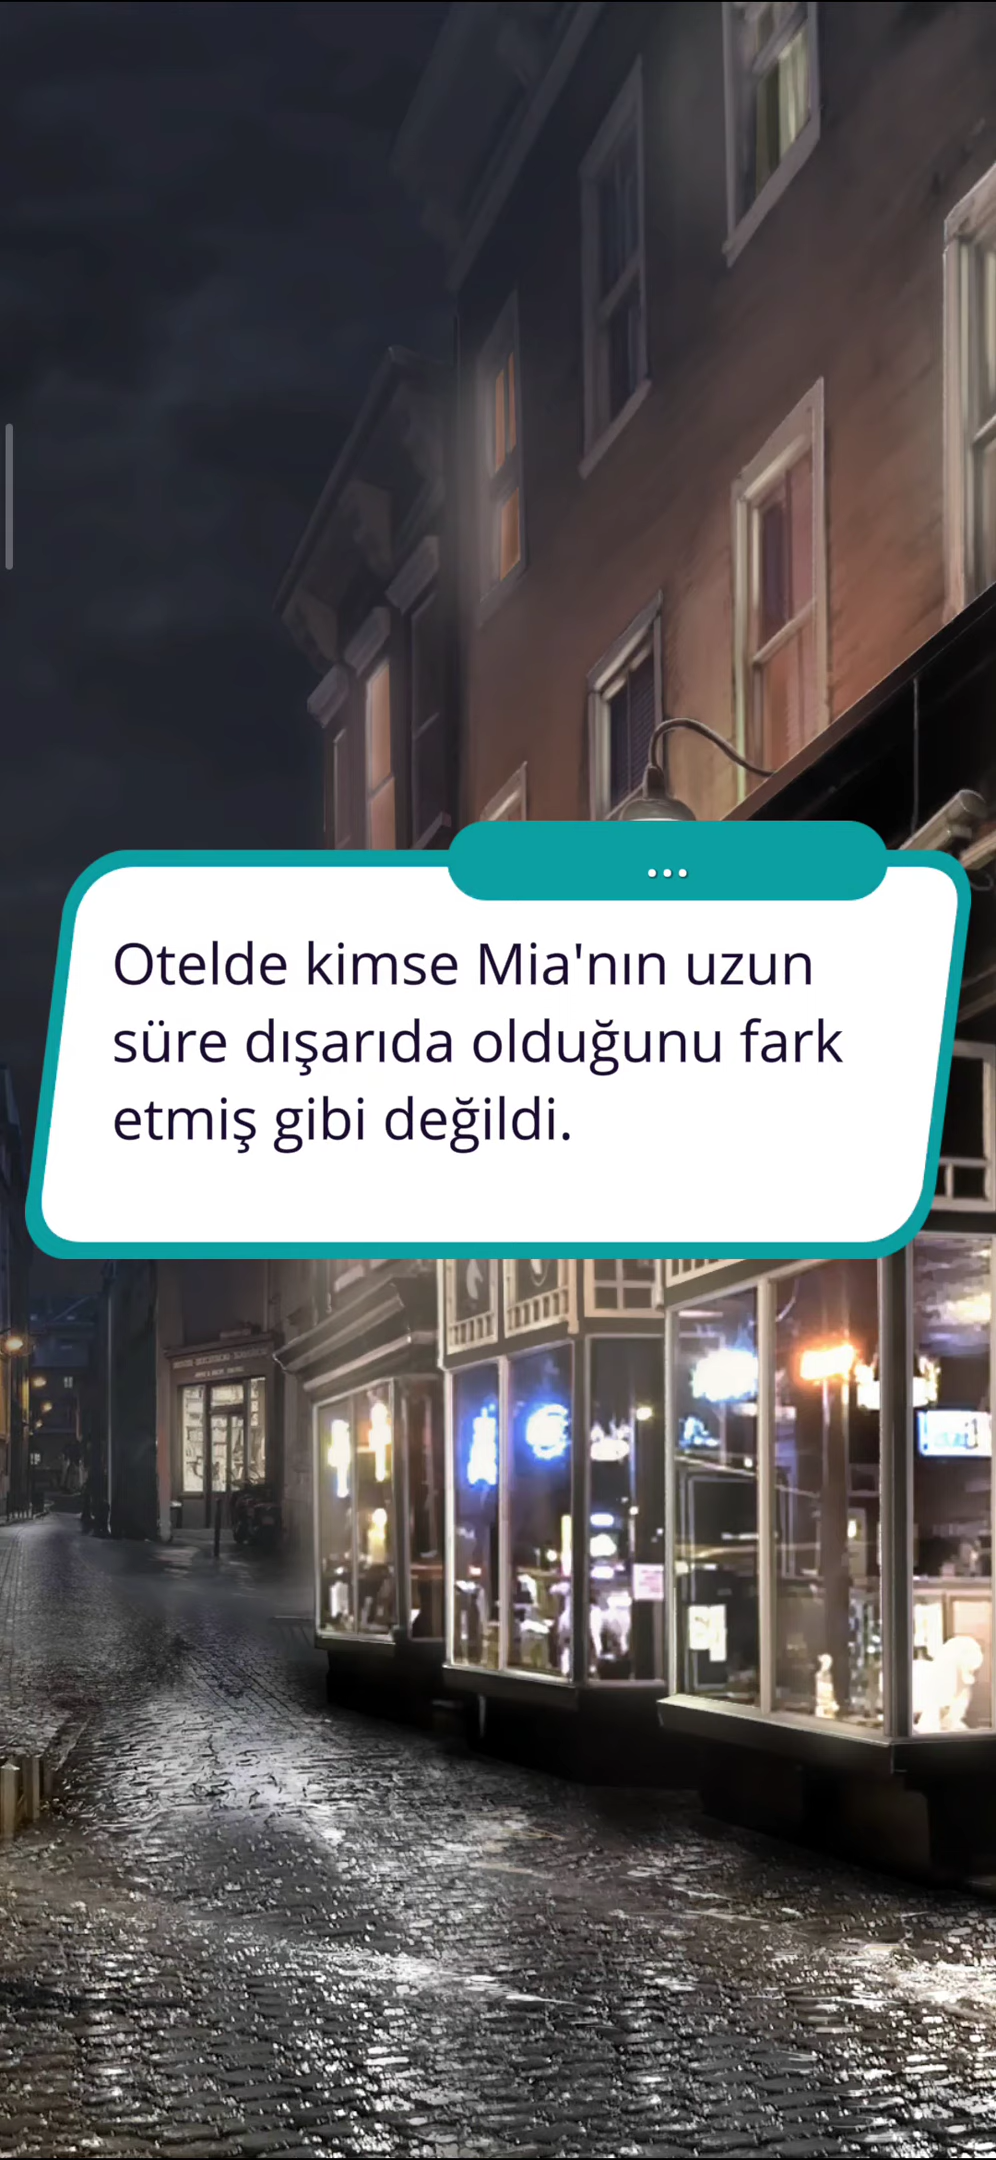 ...
Otelde kimse Mia'nın uzun
süre dışarıda olduğunu fark
etmiş gibi değildi.